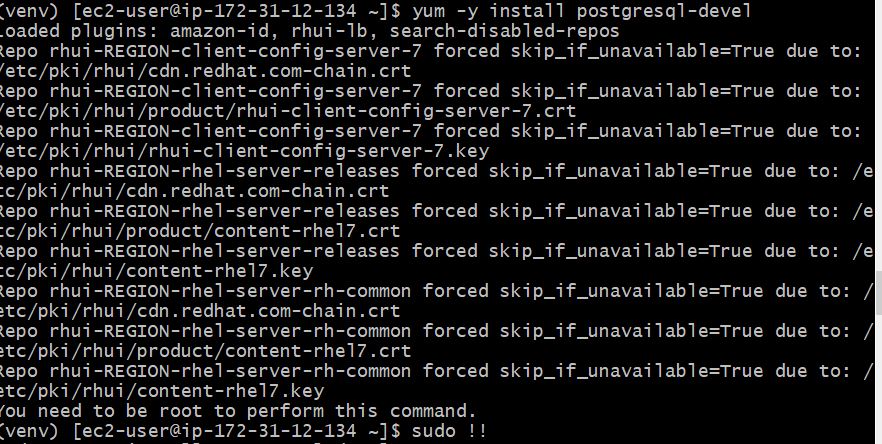 (venv) [ec2-user@ip-172-31-12-134 ~]$ yum -y install postgresql-devel
Loaded plugins: amazon-id, rhui-lb, search-disabled-repos
Repo rhui-REGION-client-config-server-7 forced skip_if_unavailable=True due to:
/etc/pki/rhui/cdn.redhat.com-chain.crt
Repo rhui-REGION-client-config-server-7 forced skip_if_unavailable=True due to:
/etc/pki/rhui/product/rhui-client-config-server-7.crt
Repo rhui-REGION-client-config-server-7 forced skip_if_unavailable=True due to:
/etc/pki/rhui/rhui-client-config-server-7.key
Repo rhui-REGION-rhel-server-releases forced skip_if_unavailable=True due to: /e
tc/pki/rhui/cdn.redhat.com-chain.crt
Repo rhui-REGION-rhel-server-releases forced skip_if_unavailable=True due to: /e
tc/pki/rhui/product/content-rhel7.crt
Repo rhui-REGION-rhel-server-releases forced skip_if_unavailable=True due to: /e
tc/pki/rhui/content-rhel7.key
Repo rhui-REGION-rhel-server-rh-common forced skip_if_unavailable=True due to: /
etc/pki/rhui/cdn.redhat.com-chain.crt
Repo rhui-REGION-rhel-server-rh-common forced skip_if_unavailable=True due to: /
etc/pki/rhui/product/content-rhel7.crt
Repo rhui-REGION-rhel-server-rh-common forced skip_if_unavailable=True due to: /
etc/pki/rhui/content-rhel7.key
You need to be root to perform this command.
(venv) [ec2-user@ip-172-31-12-134 ~]$ sudo !!